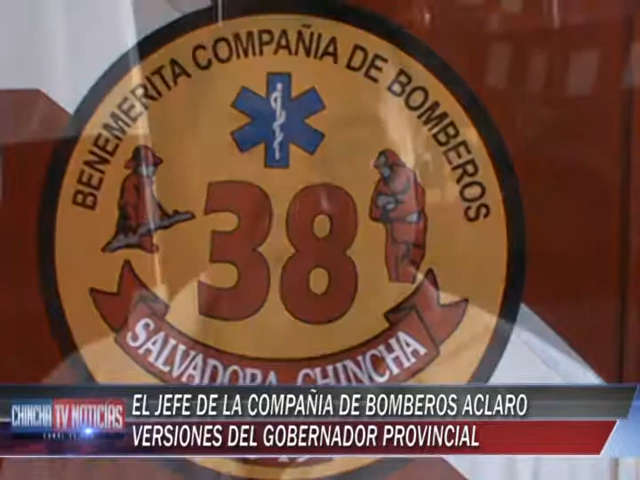 BENEMERITA COMPAÑIA DE BOMBEROS
38
SALVADORA CHINCHA
CHINCHA TV NOTICÍAS
EL JEFE DE LA COMPAÑIA DE BOMBEROS ACLARO
VERSIONES DEL GOBERNADOR PROVINCIAL